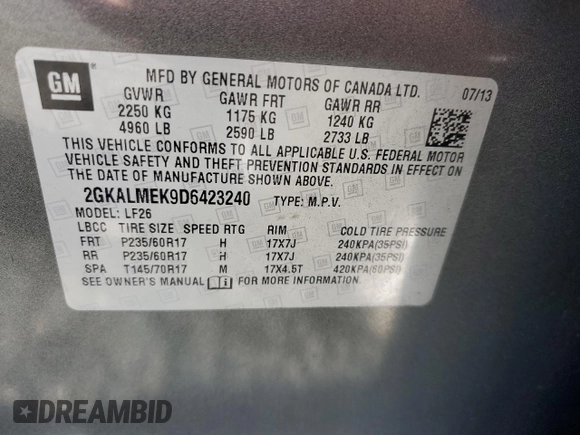 GM
MFD BY GENERAL MOTORS OF CANADA LTD. 07/13
GVWR GAWR FRT GAWR RR
2250 KG 1175 KG 1240 KG
4960 LB 2590 LB 2733 LB
THIS VEHICLE CONFORMS TO ALL APPLICABLE U.S. FEDERAL MOTOR
VEHICLE SAFETY AND THEFT PREVENTION STANDARDS IN EFFECT ON
THE DATE OF MANUFACTURE SHOWN ABOVE.
2GKALMEK9D6423240 TYPE: M.P.V.
MODEL: LF26
LBCC TIRE SIZE SPEED RTG RIM COLD TIRE PRESSURE
FRT P235/60R17 H 17X7J 240KPA(35PSI)
RR P235/60R17 H 17X7J 240KPA(35PSI)
SPA T145/70R17 M 17X4.5T 420KPA(60PSI)
SEE OWNER'S MANUAL FOR MORE INFORMATION.
DREAMBID